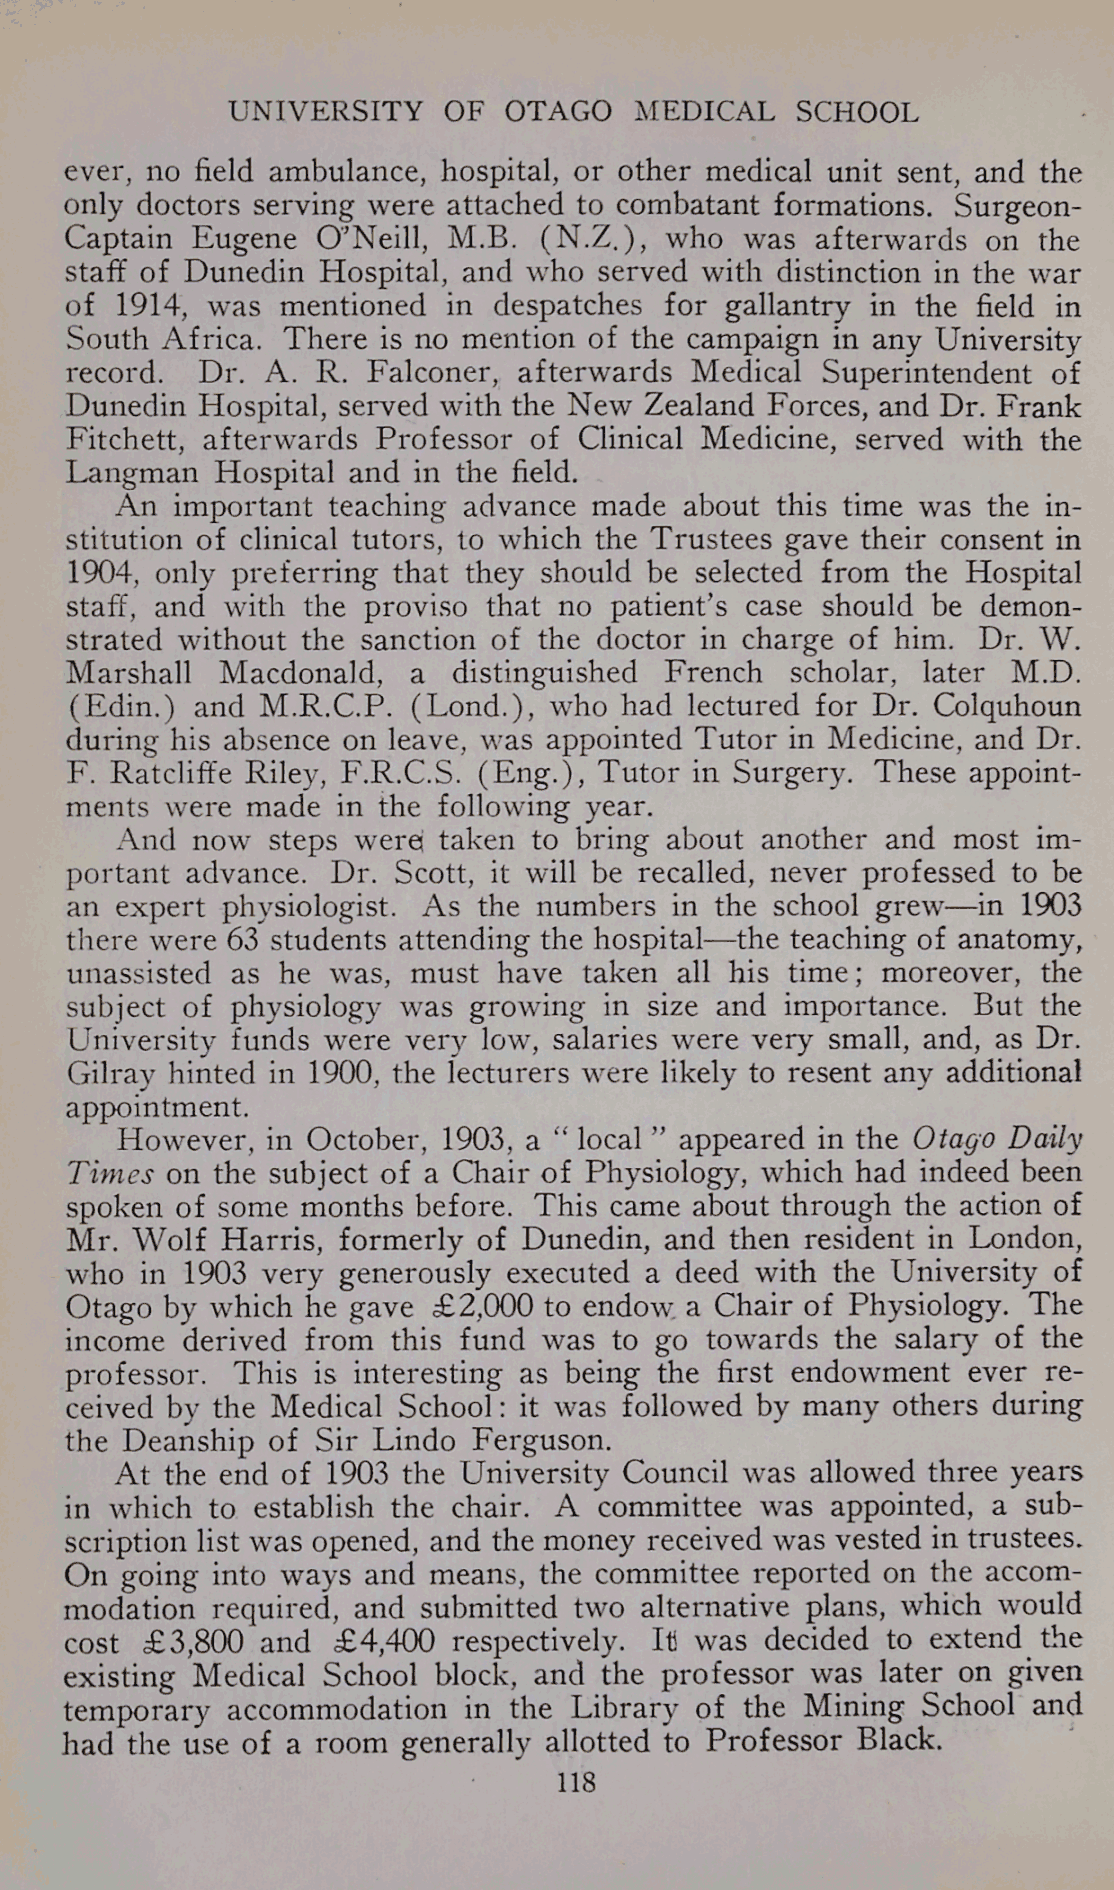 UNIVERSITY OF OTAGO MEDICAL SCHOOL
ever, no field ambulance, hospital, or other medical unit sent, and the
only doctors serving were attached to combatant formations. Surgeon-
Captain Eugene O'Neill, M.B. (N.Z.), who was afterwards on the
staff of Dunedin Hospital, and who served with distinction in the war
of 1914, was mentioned in despatches for gallantry in the field in
South Africa. There is no mention of the campaign in any University
record. Dr. A. R. Falconer, afterwards Medical Superintendent of
Dunedin Hospital, served with the New Zealand Forces, and Dr. Frank
Fitchett, afterwards Professor of Clinical Medicine, served with the
Langman Hospital and in the field.
An important teaching advance made about this time was the in-
stitution of clinical tutors, to which the Trustees gave their consent in
1904, only preferring that they should be selected from the Hospital
staff, and with the proviso that no patient's case should be demon-
strated without the sanction of the doctor in charge of him. Dr. W.
Marshall Macdonald, a distinguished French scholar, later M.D.
(Edin.) and M.R.C.P. (Lond.), who had lectured for Dr. Colquhoun
during his absence on leave, was appointed Tutor in Medicine, and Dr.
F. Ratcliffe Riley, F.R.C.S. (Eng.), Tutor in Surgery. These appoint-
ments were made in the following year.
And now steps were taken to bring about another and most im-
portant advance. Dr. Scott, it will be recalled, never professed to be
an expert physiologist. As the numbers in the school grew—in 1903
there were 63 students attending the hospital—the teaching of anatomy,
unassisted as he was, must have taken all his time; moreover, the
subject of physiology was growing in size and importance. But the
University funds were very low, salaries were very small, and, as Dr.
Gilray hinted in 1900, the lecturers were likely to resent any additional
appointment.
However, in October, 1903, a “ local ” appeared in the Otago Daily
Times on the subject of a Chair of Physiology, which had indeed been
spoken of some months before. This came about through the action of
Mr. Wolf Harris, formerly of Dunedin, and then resident in London,
who in 1903 very generously executed a deed with the University of
Otago by which he gave £2,000 to endow a Chair of Physiology. The
income derived from this fund was to go towards the salary of the
professor. This is interesting as being the first endowment ever re-
ceived by the Medical School: it was followed by many others during
the Deanship of Sir Lindo Ferguson.
At the end of 1903 the University Council was allowed three years
in which to establish the chair. A committee was appointed, a sub-
scription list was opened, and the money received was vested in trustees.
On going into ways and means, the committee reported on the accom-
modation required, and submitted two alternative plans, which would
cost £3,800 and £4,400 respectively. It was decided to extend the
existing Medical School block, and the professor was later on given
temporary accommodation in the Library of the Mining School and
had the use of a room generally allotted to Professor Black.
118